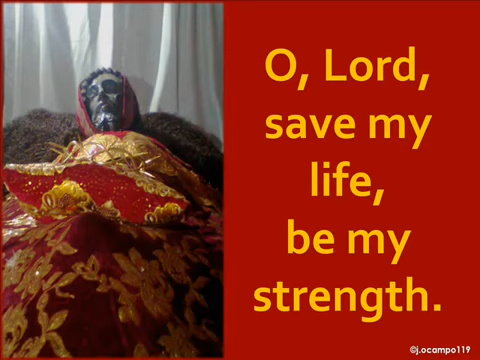 O, Lord,
save my
life,
be my
strength.
©j.ocampo119